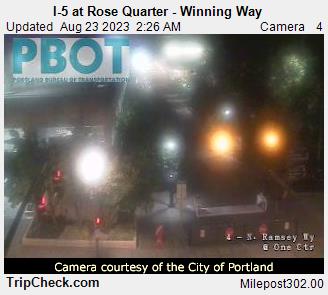 I-5 at Rose Quarter - Winning Way
Updated Aug 23 2023 2:26 AM Camera 4
PBOT
PORTLAND BUREAU OF TRANSPORTATION
4 - N. Ramsey Wy
@ One Ctr
Camera courtesy of the City of Portland
TripCheck.com Milepost302.00